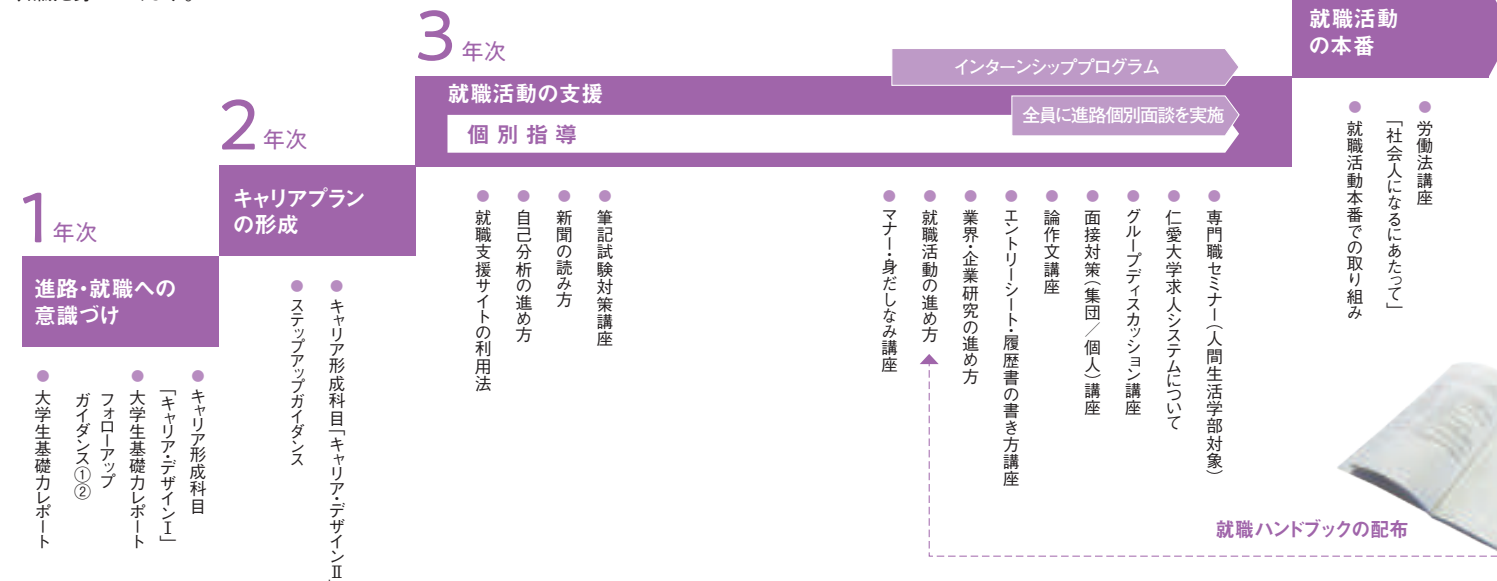 1年次
進路・就職への
意識づけ
●大学生基礎力レポート
●大学生基礎力レポート
フォローアップ
ガイダンス①②
●キャリア形成科目
「キャリア・デザインⅠ」
2年次
キャリアプラン
の形成
●ステップアップガイダンス
●キャリア形成科目「キャリア・デザインⅡ
3年次
就職活動の支援
個別指導
インターンシッププログラム
全員に進路個別面談を実施
●就職支援サイトの利用法
●自己分析の進め方
●新聞の読み方
●筆記試験対策講座
●マナー・身だしなみ講座
●就職活動の進め方
●業界・企業研究の進め方
●エントリーシート・履歴書の書き方講座
●論作文講座
●面接対策(集団/個人)講座
●グループディスカッション講座
●仁愛大学求人システムについて
●専門職セミナー(人間生活学部対象)
就職ハンドブックの配布
就職活動
の本番
●就職活動本番での取り組み
●労働法講座
「社会人になるにあたって」